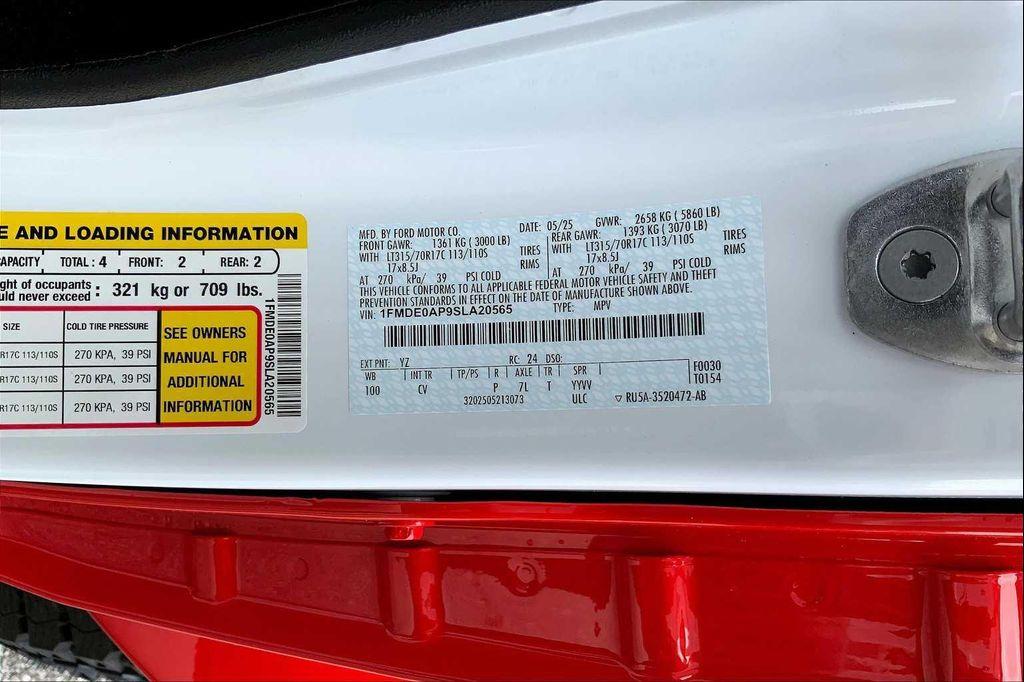 E AND LOADING INFORMATION
CAPACITY TOTAL: 4 FRONT: 2 REAR: 2
ght of occupants
uld never exceed : 321 kg or 709 lbs.
SIZE COLD TIRE PRESSURE
R17C 113/110S 270 KPA, 39 PSI
R17C 113/110S 270 KPA, 39 PSI
R17C 113/110S 270 KPA, 39 PSI
SEE OWNERS
MANUAL FOR
ADDITIONAL
INFORMATION
1FMDE0AP9SLA20565
MFD. BY FORD MOTOR CO. DATE: 05/25 GVWR: 2658 KG ( 5860 LB)
FRONT GAWR: 1361 KG (3000 LB) REAR GAWR: 1393 KG ( 3070 LB)
WITH LT315/70R17C 113/110S TIRES WITH LT315/70R17C 113/110S TIRES
17x8.5J RIMS 17x8.5J RIMS
AT 270 kPa/ 39 PSI COLD AT 270 kPa/ 39 PSI COLD
THIS VEHICLE CONFORMS TO ALL APPLICABLE FEDERAL MOTOR VEHICLE SAFETY AND THEFT
PREVENTION STANDARDS IN EFFECT ON THE DATE OF MANUFACTURE SHOWN ABOVE.
VIN: 1FMDE0AP9SLA20565 TYPE: MPV
EXT PNT: YZ RC: 24 DSO:
WB INT TR TP/PS R AXLE TR SPR F0030
100 CV P 7L T YYVV T0154
3202505213073 ULC ▽ RU5A-3520472-AB